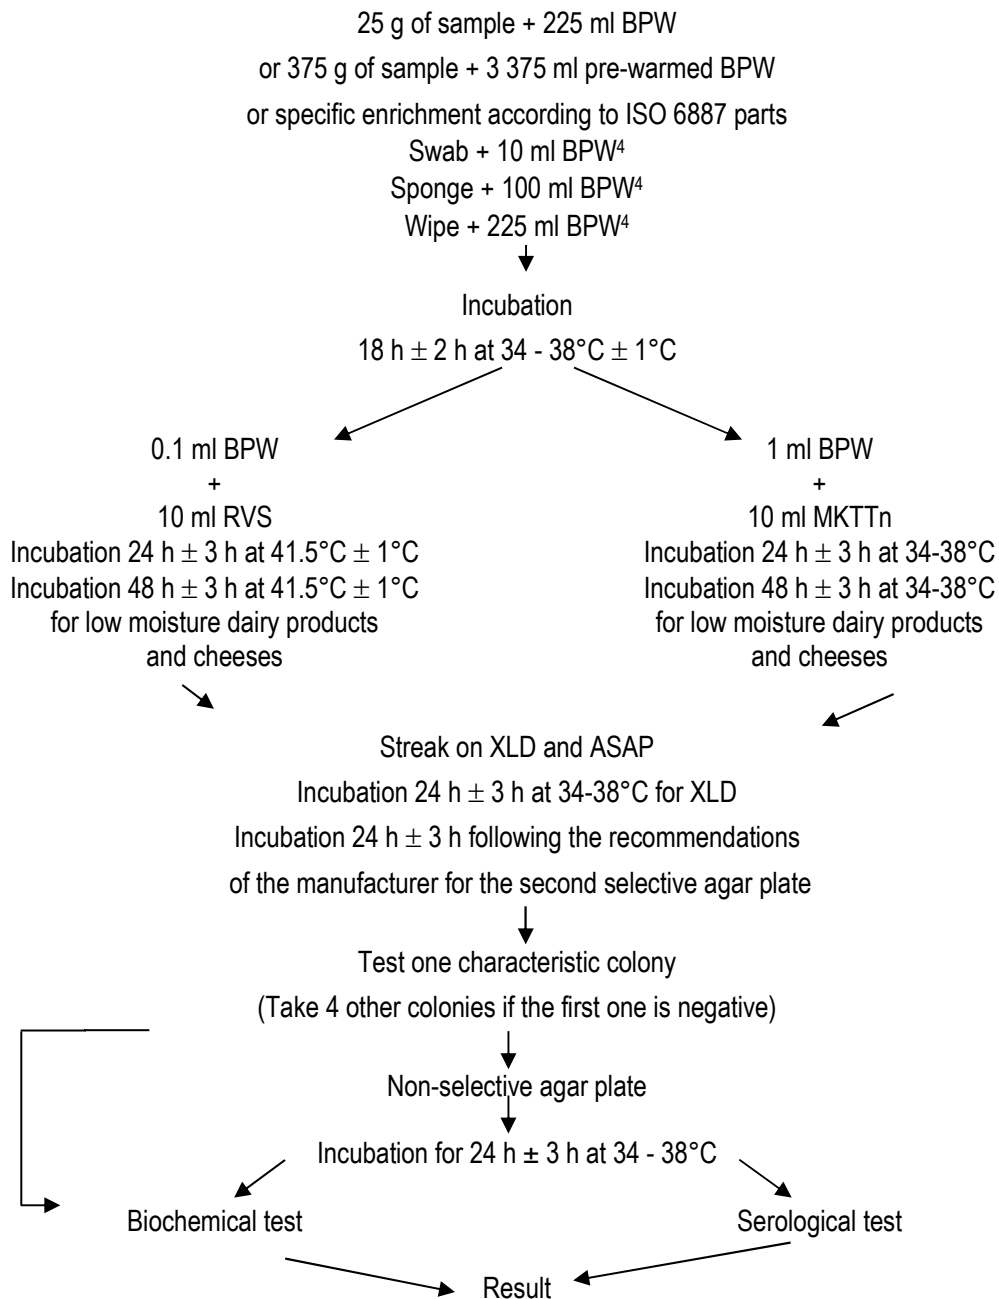 25 g of sample + 225 ml BPW
or 375 g of sample + 3 375 ml pre-warmed BPW
or specific enrichment according to ISO 6887 parts
Swab + 10 ml BPW⁴
Sponge + 100 ml BPW⁴
Wipe + 225 ml BPW⁴
Incubation
18 h ± 2 h at 34 - 38°C ± 1°C
0.1 ml BPW
+
10 ml RVS
Incubation 24 h ± 3 h at 41.5°C ± 1°C
Incubation 48 h ± 3 h at 41.5°C ± 1°C
for low moisture dairy products
and cheeses
1 ml BPW
+
10 ml MKTTn
Incubation 24 h ± 3 h at 34-38°C
Incubation 48 h ± 3 h at 34-38°C
for low moisture dairy products
and cheeses
Streak on XLD and ASAP
Incubation 24 h ± 3 h at 34-38°C for XLD
Incubation 24 h ± 3 h following the recommendations
of the manufacturer for the second selective agar plate
Test one characteristic colony
(Take 4 other colonies if the first one is negative)
Non-selective agar plate
Incubation for 24 h ± 3 h at 34 - 38°C
Biochemical test
Serological test
Result